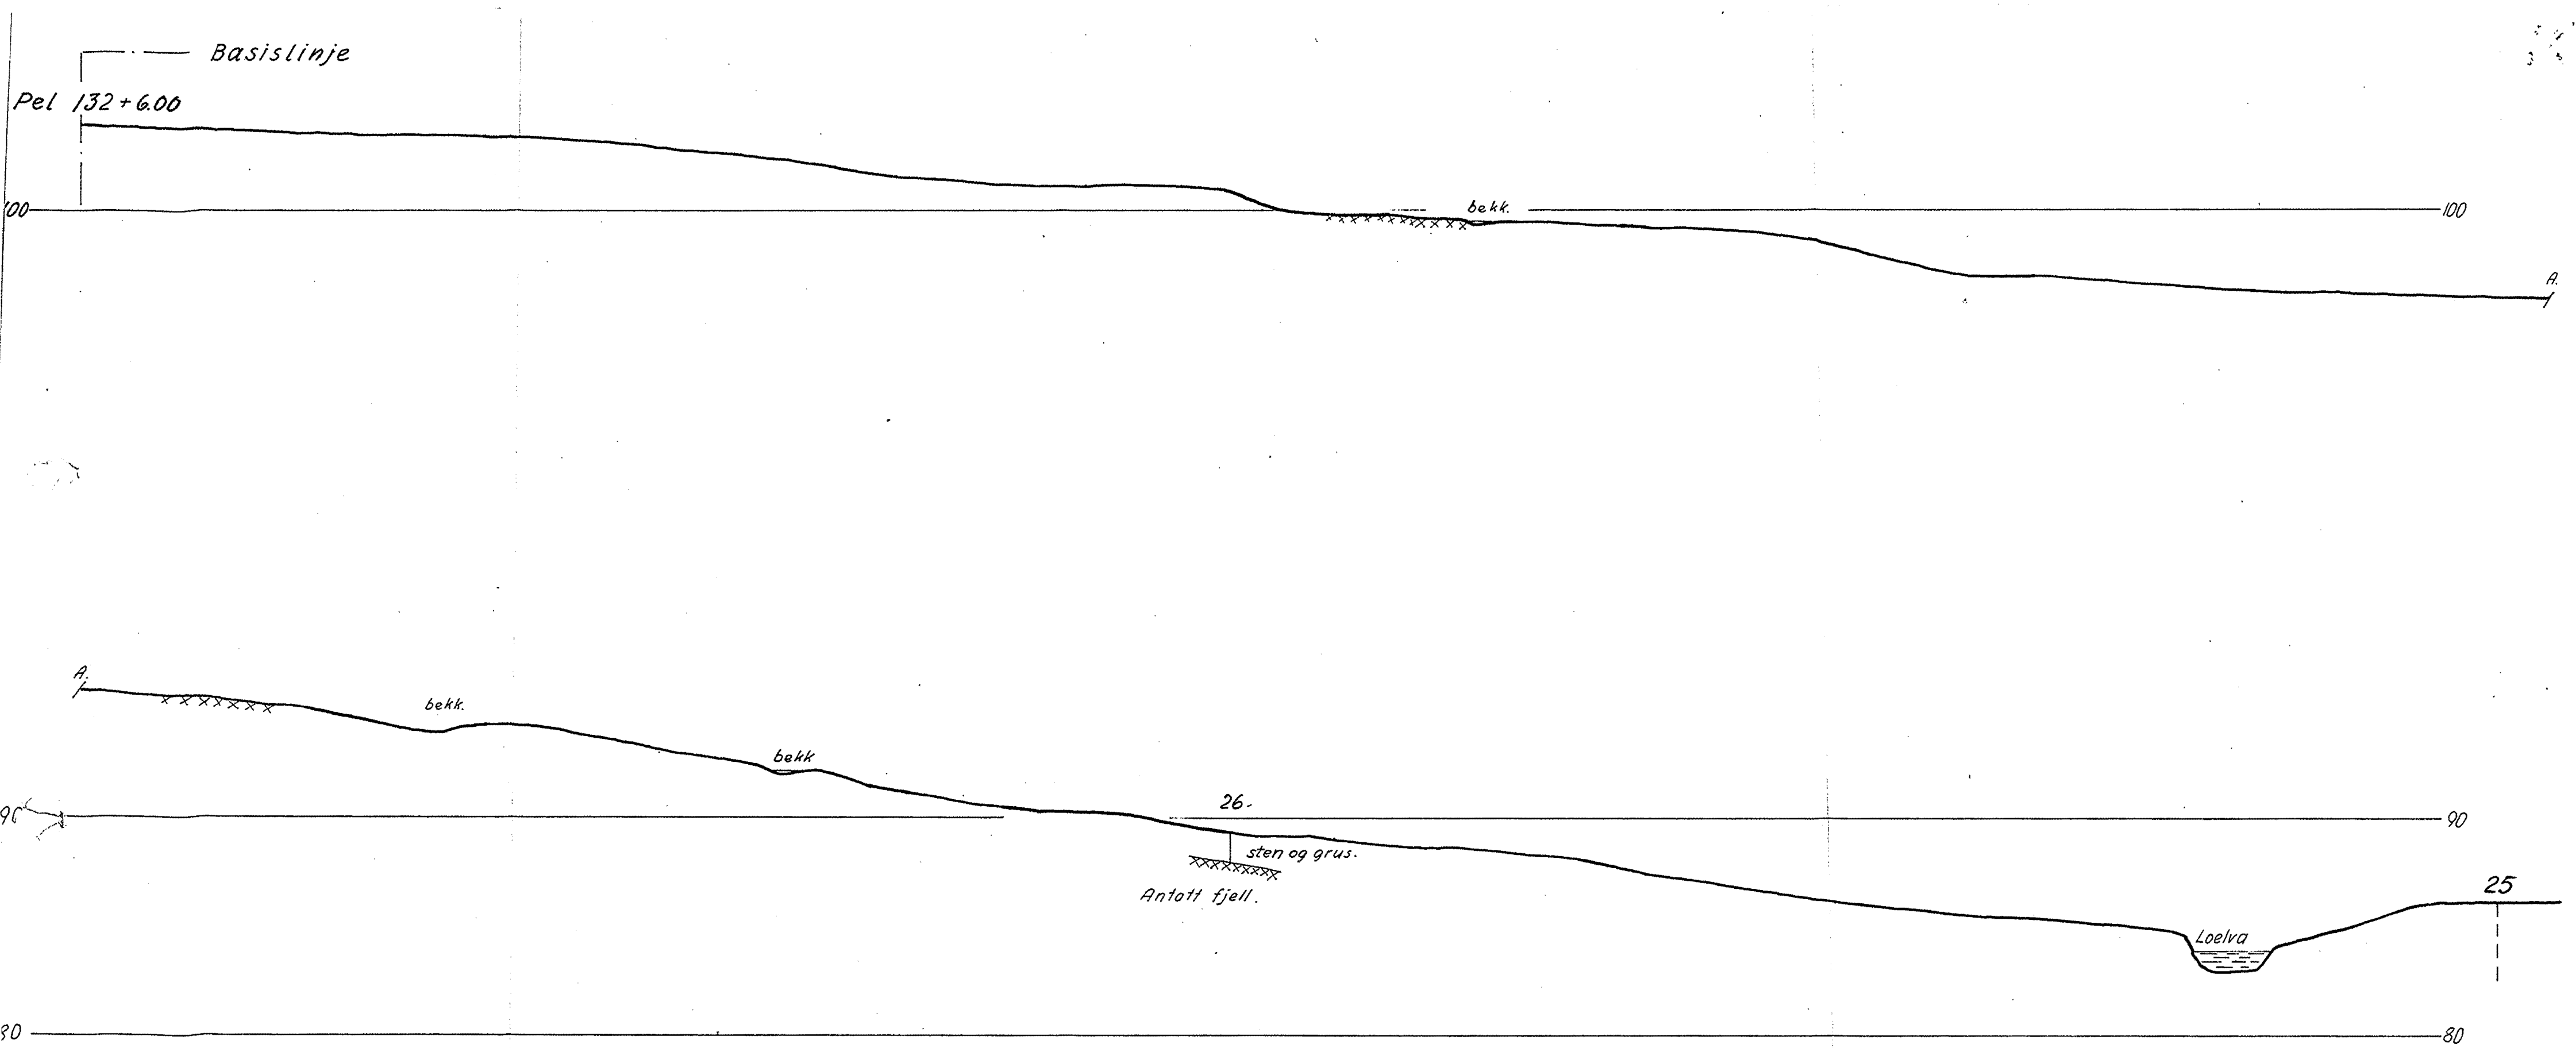 Basislinje
Pel 132+6.00
100 bekk. 100
A.
A.
bekk.
bekk
90 26. 90
sten og grus.
Antatt fjell.
25
Loelva
80 80